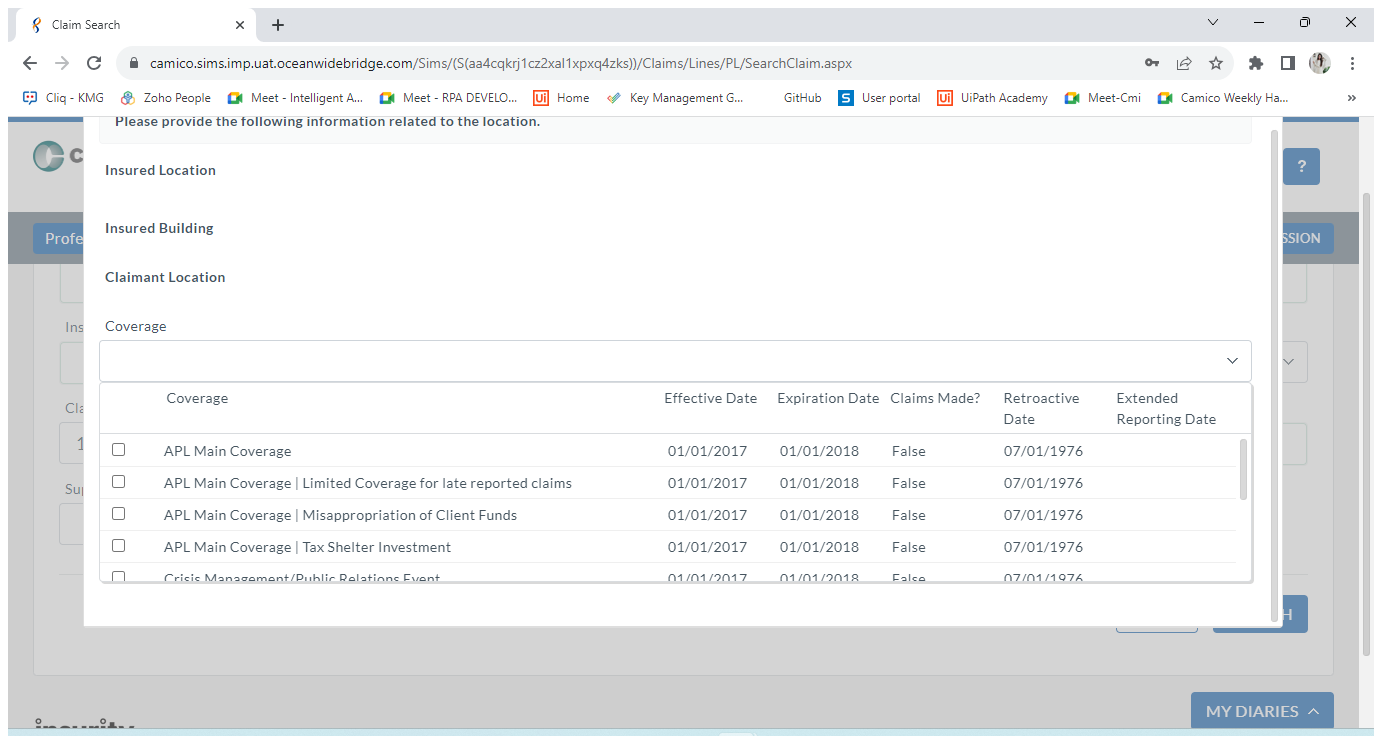 Claim Search
camico.sims.imp.uat.oceanwidebridge.com/Sims/(S(aa4cqkrj1cz2xal1xpxq4zks))/Claims/Lines/PL/SearchClaim.aspx
Cliq - KMG Zoho People Meet - Intelligent A... Meet - RPA DEVELO... Ui Home Key Management G... GitHub S User portal Ui UiPath Academy Meet-Cmi Camico Weekly Ha... »
Please provide the following information related to the location.
?
Insured Location
Profe
Insured Building
SSION
Claimant Location
Ins
Coverage
Coverage Effective Date Expiration Date Claims Made? Retroactive Date Extended Reporting Date
Cla
1
APL Main Coverage 01/01/2017 01/01/2018 False 07/01/1976
APL Main Coverage | Limited Coverage for late reported claims 01/01/2017 01/01/2018 False 07/01/1976
Sup
APL Main Coverage | Misappropriation of Client Funds 01/01/2017 01/01/2018 False 07/01/1976
APL Main Coverage | Tax Shelter Investment 01/01/2017 01/01/2018 False 07/01/1976
Crisis Management/Public Relations Event 01/01/2017 01/01/2018 False 07/01/1976
H
MY DIARIES
insurity